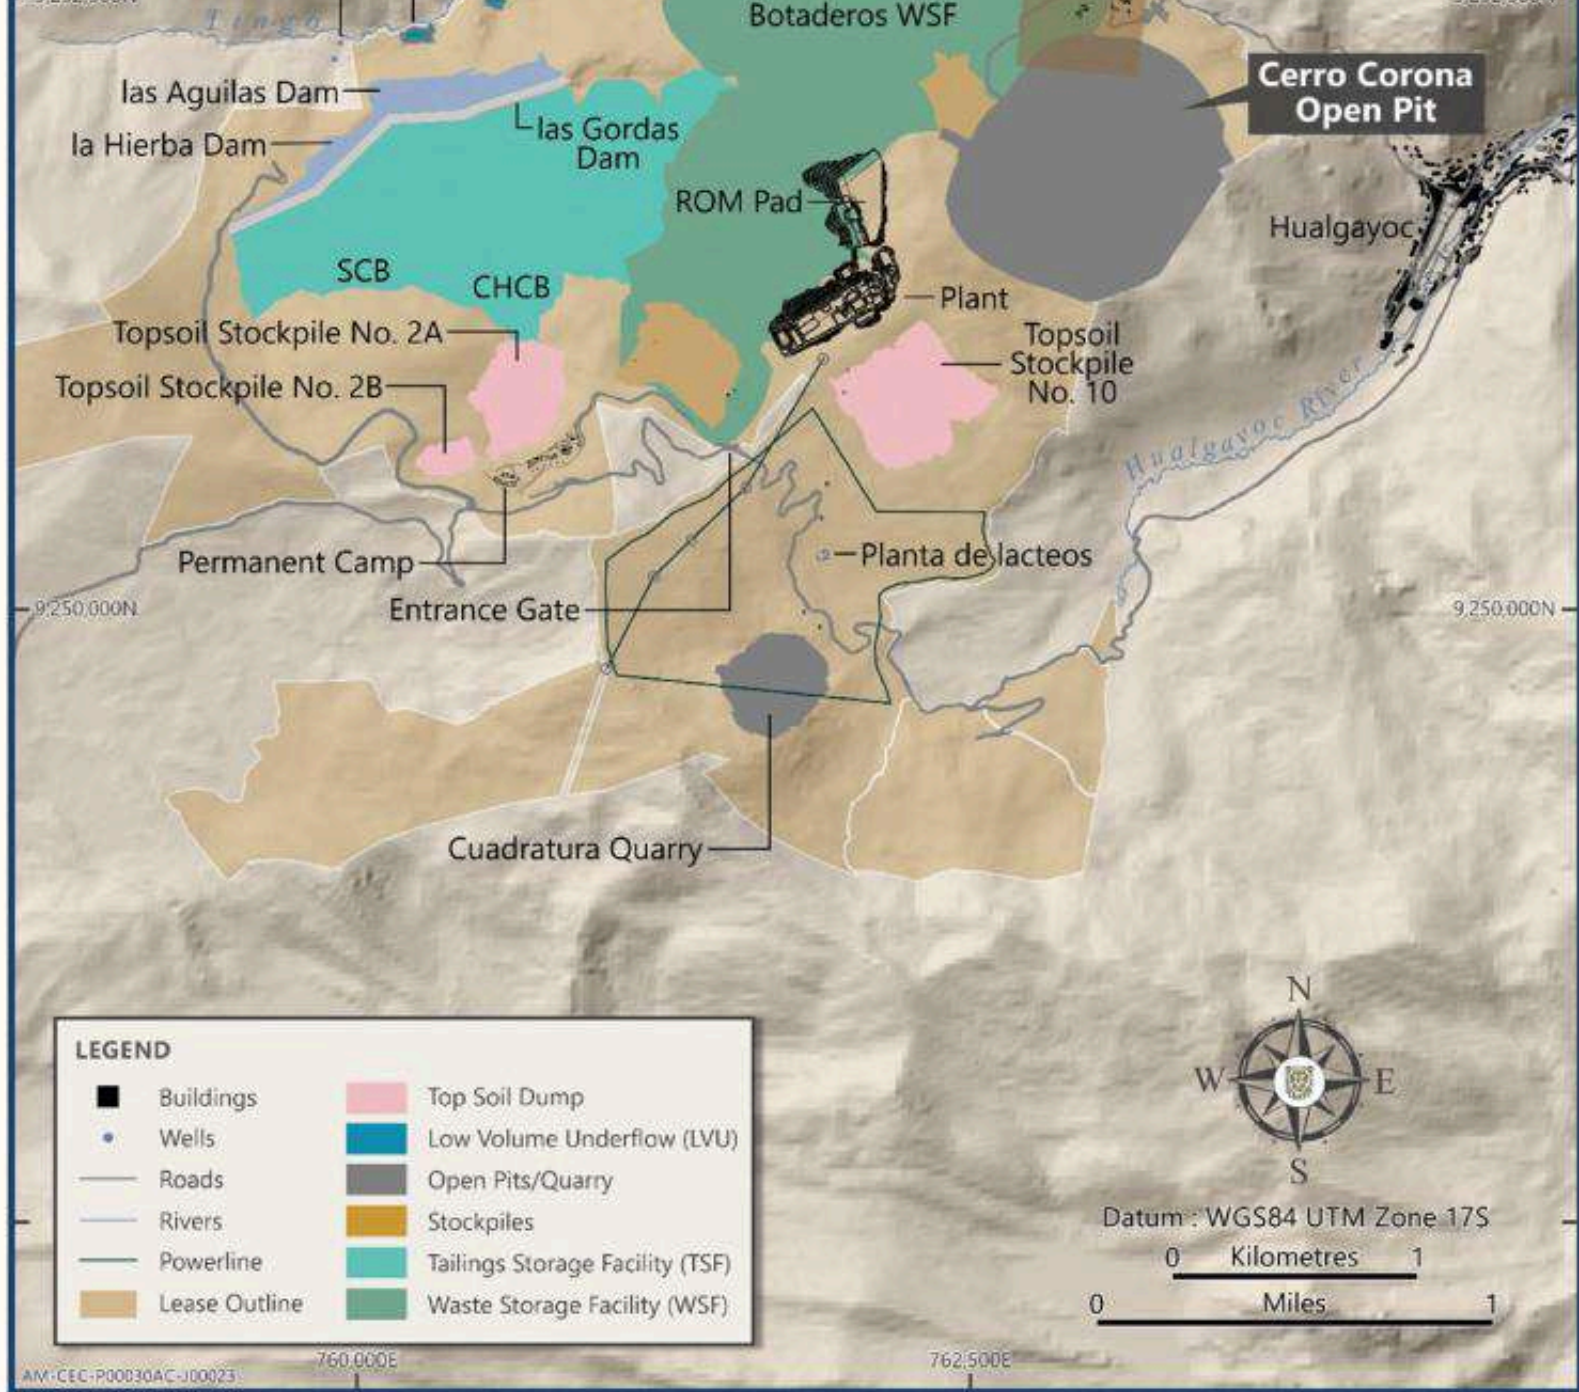 Tingo
Botaderos WSF
Cerro Corona
Open Pit
las Aguilas Dam
la Hierba Dam
las Gordas
Dam
ROM Pad
Hualgayoc
SCB
CHCB
Plant
Topsoil Stockpile No. 2A
Topsoil
Stockpile
No. 10
Topsoil Stockpile No. 2B
Hualgayoc River
Permanent Camp
Planta de lacteos
Entrance Gate
9,250,000N
9,250,000N
Cuadratura Quarry
LEGEND
Buildings
Wells
Roads
Rivers
Powerline
Lease Outline
Top Soil Dump
Low Volume Underflow (LVU)
Open Pits/Quarry
Stockpiles
Tailings Storage Facility (TSF)
Waste Storage Facility (WSF)
N
W
E
S
Datum : WGS84 UTM Zone 17S
0 Kilometres 1
0 Miles 1
760,000E
762,500E
AM-CEC-P00030AC-J00023